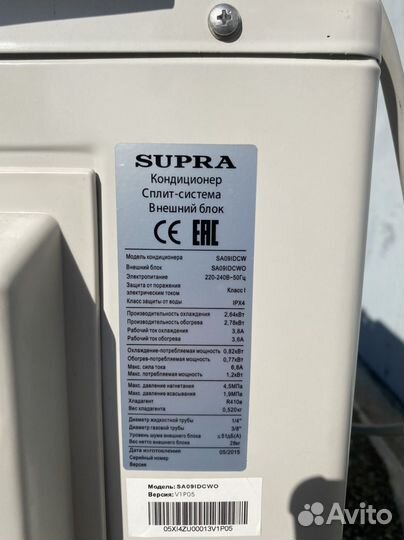 SUPRA
Кондиционер
Сплит-система
Внешний блок
CE EAC
Модель кондиционера SA09IDCW
Внешний блок SA09IDCWO
Электропитание 220-240В~50Гц
Защита от поражения
электрическим током Класс I
Класс защиты от воды IPX4
Производительность охлаждения 2,64кВт
Производительность обогрева 2,78кВт
Рабочий ток охлаждения 3,8А
Рабочий ток обогрева 3,6А
Охлаждение-потребляемая мощность 0,82кВт
Обогрев-потребляемая мощность 0,77кВт
Макс. сила тока 6,6А
Макс. потребляемая мощность 1,2кВт
Макс. давление нагнетания 4,5МПа
Макс. давление всасывания 1,9МПа
Хладагент R410a
Вес хладагента 0,520кг
Диаметр жидкостной трубы 1/4"
Диаметр газовой трубы 3/8"
Уровень шума внешнего блока ≤51дБ(А)
Вес нетто внешнего блока 28кг
Дата изготовления 05/2015
Серийный номер
Версия
Модель: SA09IDCWO
Версия: V1P05
05XI4ZU00013V1P05
Avito